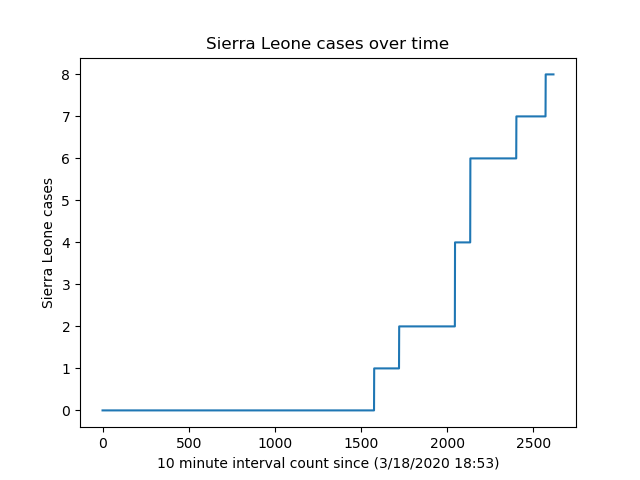 Sierra Leone cases over time
8
7
6
5
4
3
2
1
0
Sierra Leone cases
0 500 1000 1500 2000 2500
10 minute interval count since (3/18/2020 18:53)